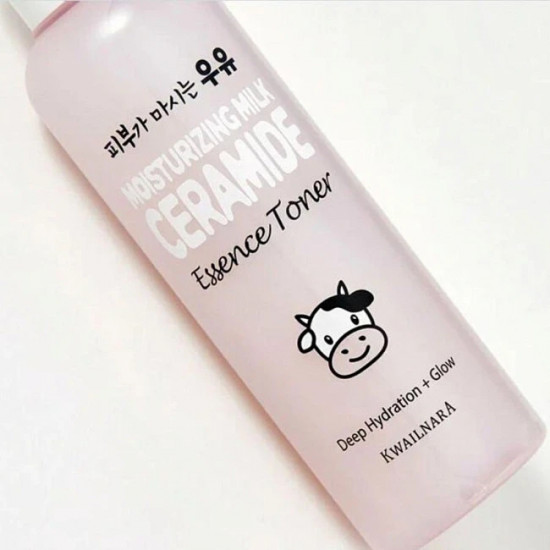 피부가 마시는 우유
MOISTURIZING MILK
CERAMIDE
Essence Toner
Deep Hydration + Glow
KWAILNARA